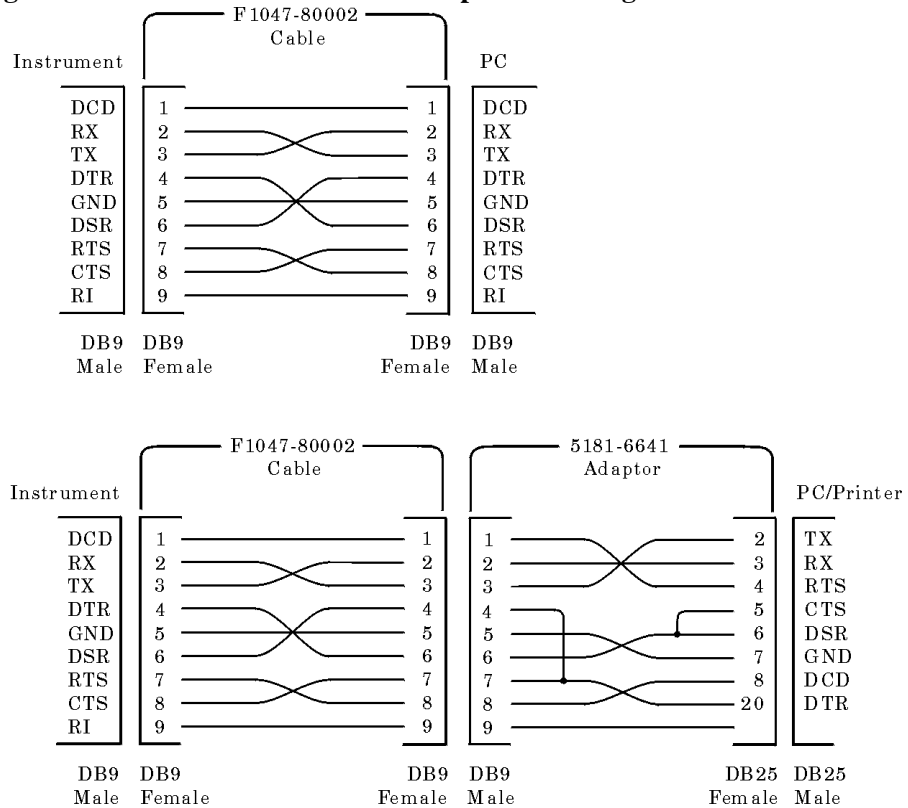 F1047-80002
Cable
Instrument PC
DCD 1 1 DCD
RX 2 2 RX
TX 3 3 TX
DTR 4 4 DTR
GND 5 5 GND
DSR 6 6 DSR
RTS 7 7 RTS
CTS 8 8 CTS
RI 9 9 RI
DB9 DB9 DB9 DB9
Male Female Female Male
F1047-80002 5181-6641
Cable Adaptor
Instrument PC/Printer
DCD 1 1 1 2 TX
RX 2 2 2 3 RX
TX 3 3 3 4 RTS
DTR 4 4 4 5 CTS
GND 5 5 5 6 DSR
DSR 6 6 6 7 GND
RTS 7 7 7 8 DCD
CTS 8 8 8 20 DTR
RI 9 9 9
DB9 DB9 DB9 DB9 DB25 DB25
Male Female Female Male Female Male